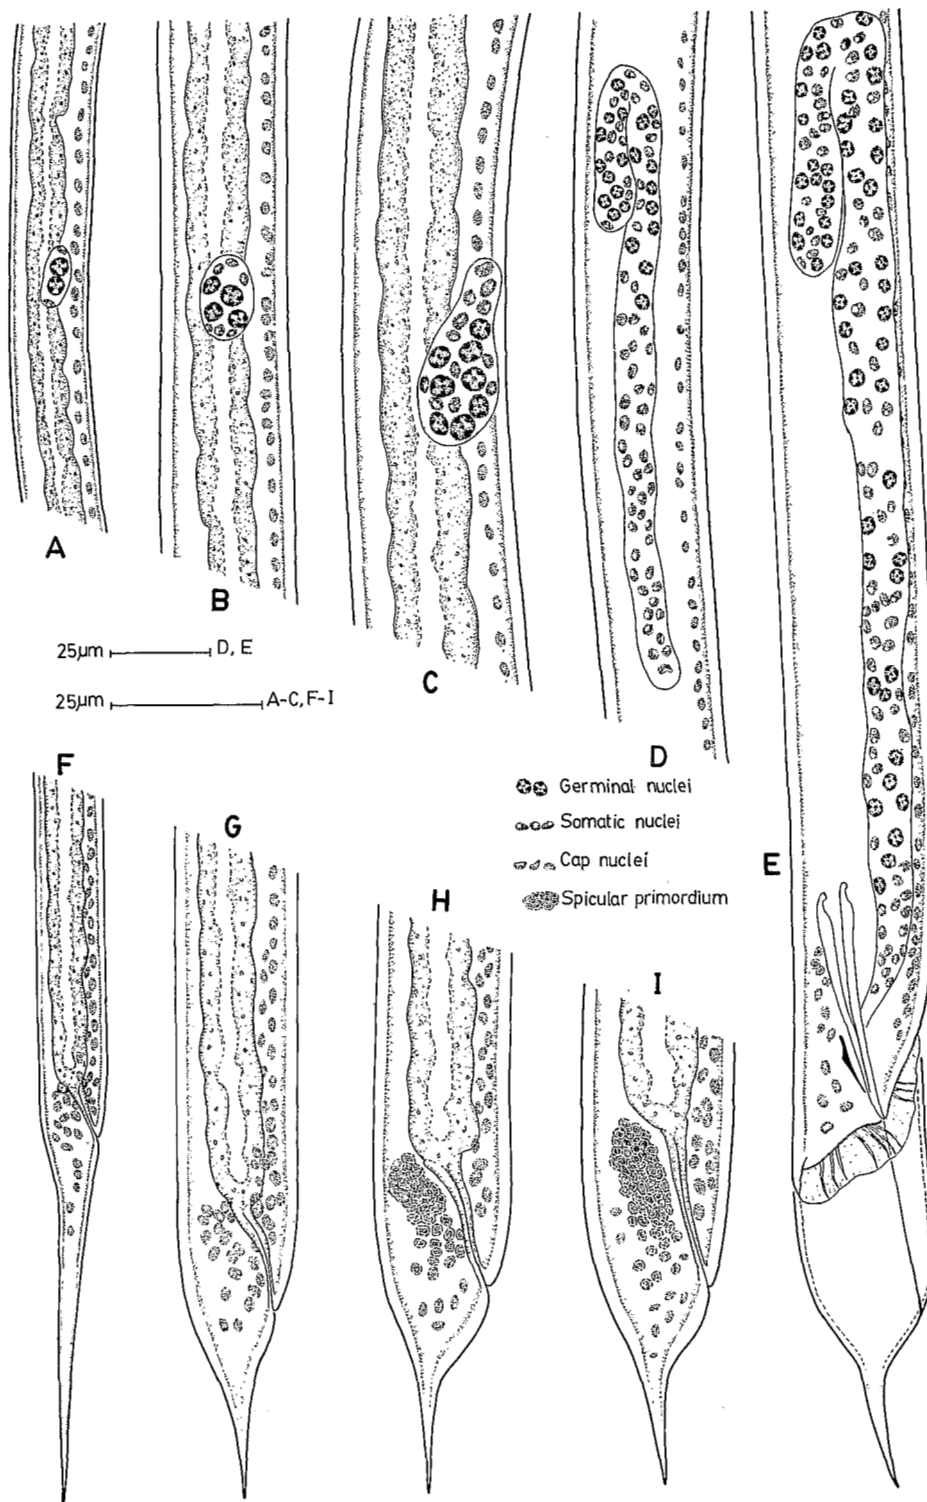 A
B
C
25µm D, E
25µm A-C, F-I
D
Germinal nuclei
Somatic nuclei
Cap nuclei
Spicular primordium
E
F
G
H
I